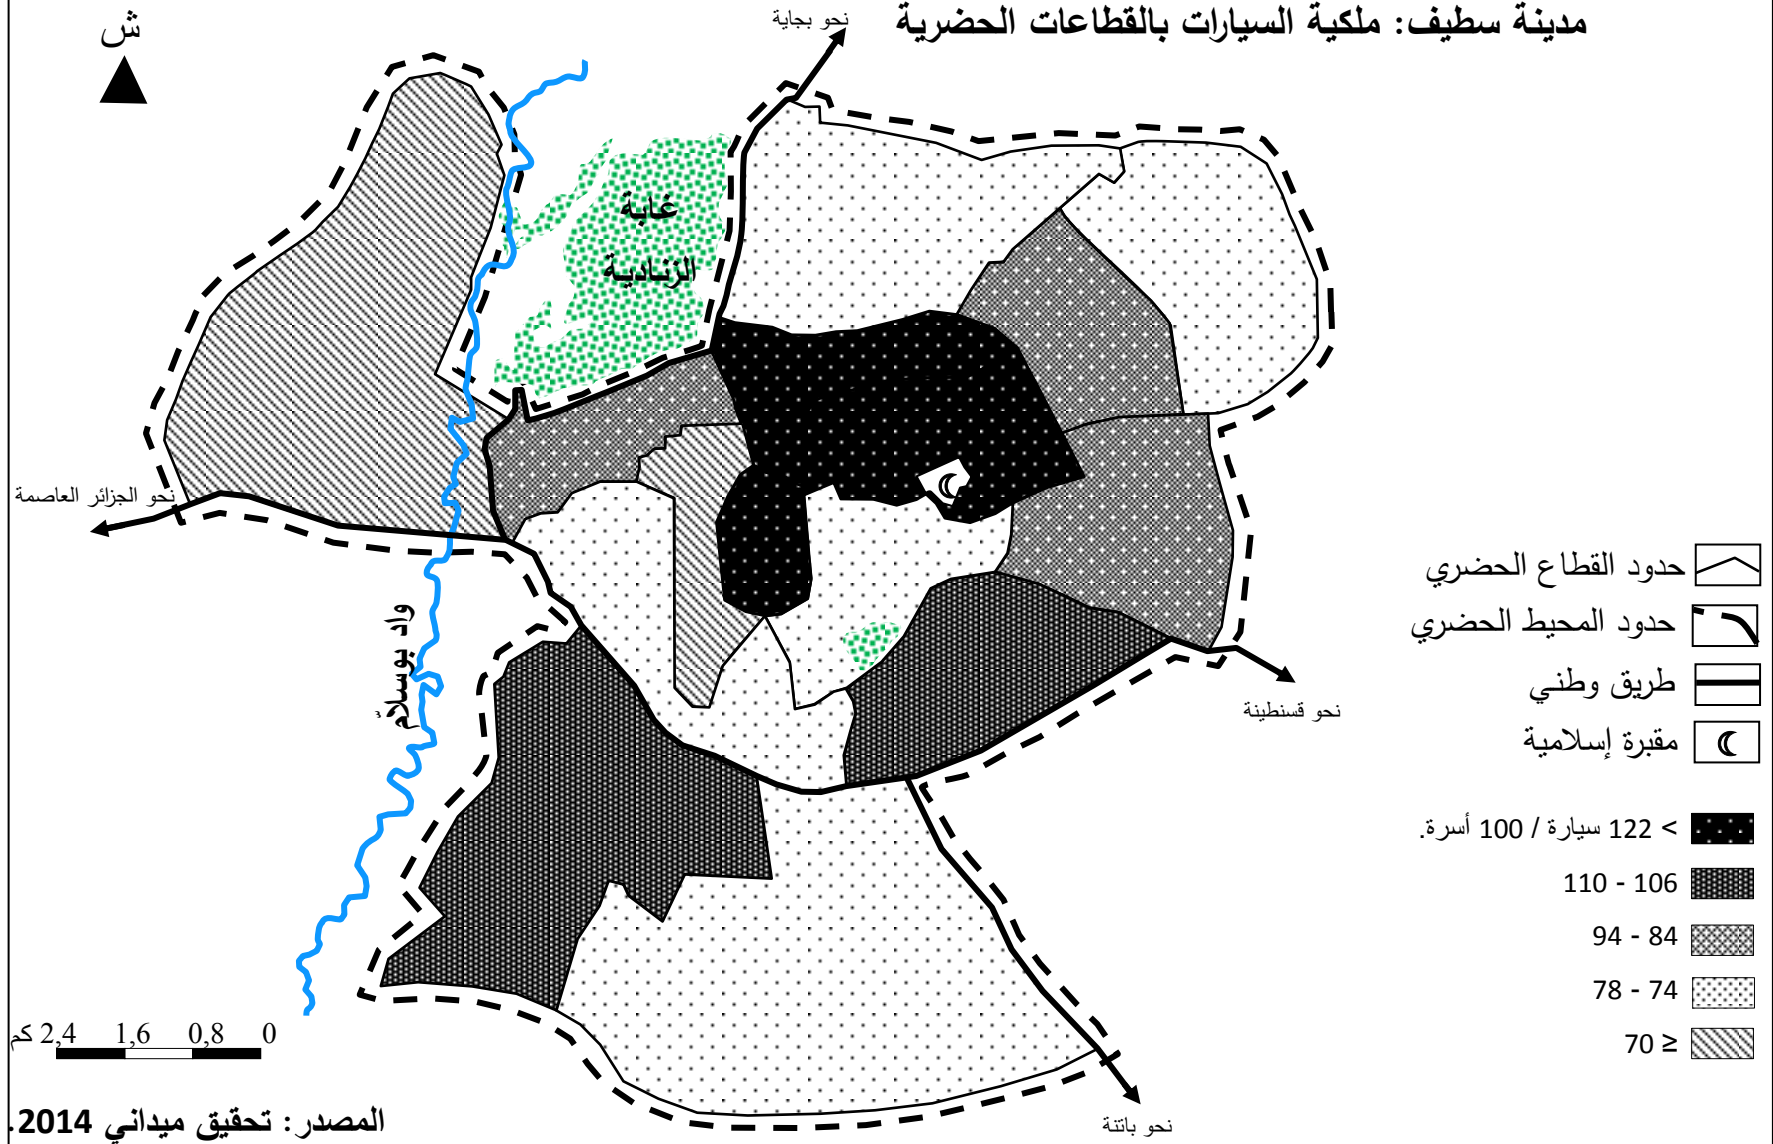 مدينة سطيف: ملكية السيارات بالقطاعات الحضرية
نحو بجاية
ش
غابة
الزنادية
نحو الجزائر العاصمة
واد بوسلاّم
نحو قسنطينة
نحو باتنة
حدود القطاع الحضري
حدود المحيط الحضري
طريق وطني
مقبرة إسلامية
> 122 سيارة / 100 أسرة.
106 - 110
84 - 94
74 - 78
≤ 70
0 0,8 1,6 2,4 كم
المصدر: تحقيق ميداني 2014.